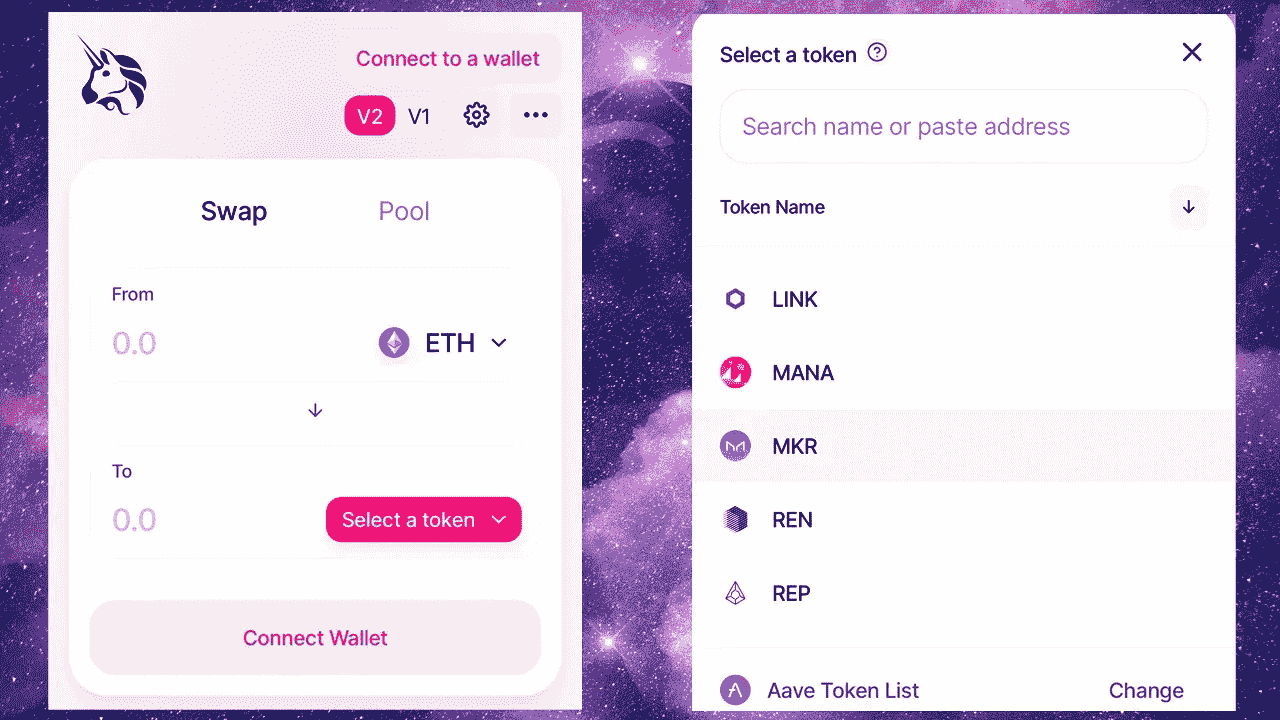 Connect to a wallet
V2 V1
Swap Pool
From
0.0 ETH
To
0.0 Select a token
Connect Wallet
Select a token ?
Search name or paste address
Token Name
LINK
MANA
MKR
REN
REP
Aave Token List Change